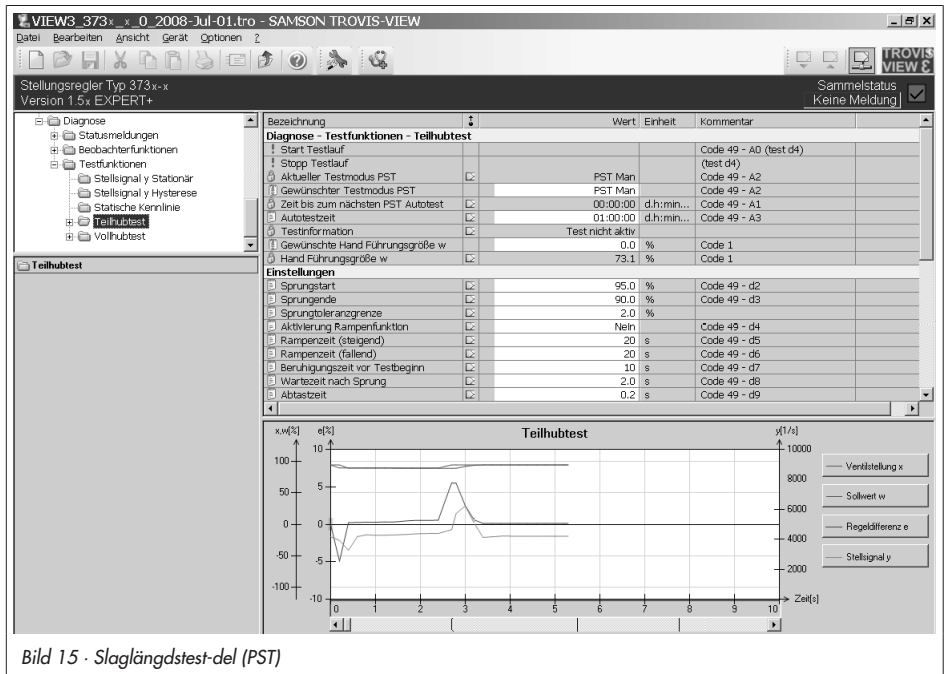 VIEW3_373x_x_0_2008-Jul-01.tro - SAMSON TROVIS-VIEW
Datei Bearbeiten Ansicht Gerät Optionen ?
TROVIS VIEW 3
Stellungsregler Typ 373x-x
Version 1.5x EXPERT+
Sammelstatus
Keine Meldung
Diagnose
Statusmeldungen
Beobachterfunktionen
Testfunktionen
Stellsignal y Stationär
Stellsignal y Hysterese
Statische Kennlinie
Teilhubtest
Vollhubtest
Teilhubtest
Bezeichnung Wert Einheit Kommentar
Diagnose - Testfunktionen - Teilhubtest
Start Testlauf Code 49 - A0 (test d4)
Stopp Testlauf (test d4)
Aktueller Testmodus PST PST Man Code 49 - A2
Gewünschter Testmodus PST PST Man Code 49 - A2
Zeit bis zum nächsten PST Autotest 00:00:00 d.h:min... Code 49 - A1
Autotestzeit 01:00:00 d.h:min... Code 49 - A3
Testinformation Test nicht aktiv
Gewünschte Hand Führungsgröße w 0.0 % Code 1
Hand Führungsgröße w 73.1 % Code 1
Einstellungen
Sprungstart 95.0 % Code 49 - d2
Sprungende 90.0 % Code 49 - d3
Sprungtoleranzgrenze 2.0 %
Aktivierung Rampenfunktion Nein Code 49 - d4
Rampenzeit (steigend) 20 s Code 49 - d5
Rampenzeit (fallend) 20 s Code 49 - d6
Beruhigungszeit vor Testbeginn 10 s Code 49 - d7
Wartezeit nach Sprung 2.0 s Code 49 - d8
Abtastzeit 0.2 s Code 49 - d9
Teilhubtest
x,w[%] e[%] y[1/s]
100 50 0 -50 -100
10 5 0 -5 -10
10000 8000 6000 4000 2000
0 1 2 3 4 5 6 7 8 9 10 Zeit[s]
Ventilstellung x
Sollwert w
Regeldifferenz e
Stellsignal y
Bild 15 · Slaglängdstest-del (PST)